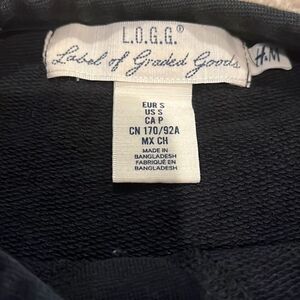 L.O.G.G.®
Label of Graded Goods
H&M
EUR S
US S
CA P
CN 170/92A
MX CH
MADE IN
BANGLADESH
FABRIQUÉ EN
BANGLADESH